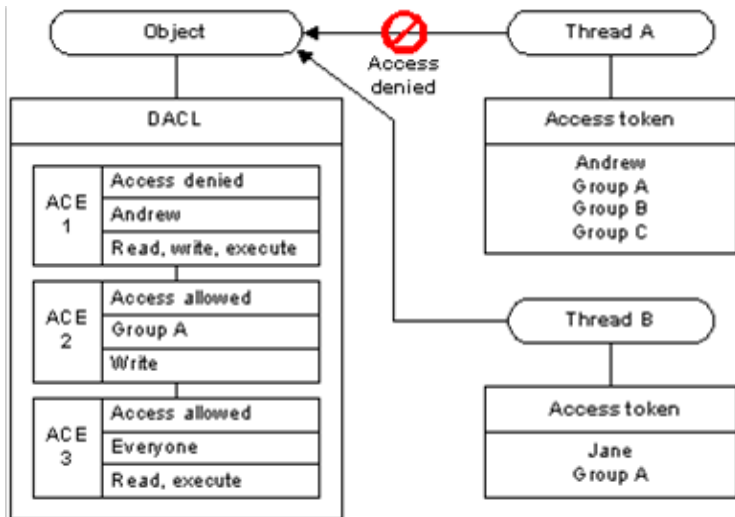 Object
Access
denied
Thread A
DACL
ACE
1
Access denied
Andrew
Read, write, execute
ACE
2
Access allowed
Group A
Write
ACE
3
Access allowed
Everyone
Read, execute
Access token
Andrew
Group A
Group B
Group C
Thread B
Access token
Jane
Group A